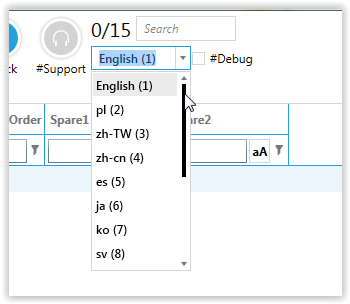 0/15
Search
ck
#Support
English (1)
#Debug
English (1)
pl (2)
zh-TW (3)
zh-cn (4)
es (5)
ja (6)
ko (7)
sv (8)
Order
Spare1
re2
aA